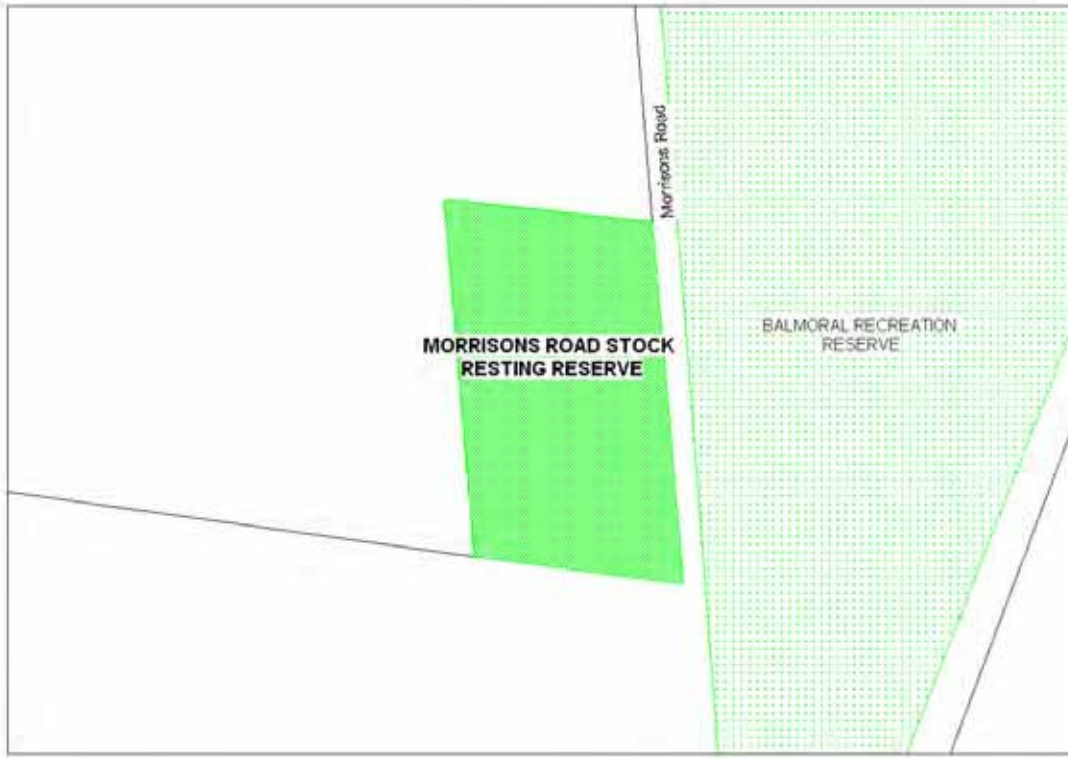 Morrisons Road
MORRISONS ROAD STOCK
RESTING RESERVE
BALMORAL RECREATION
RESERVE